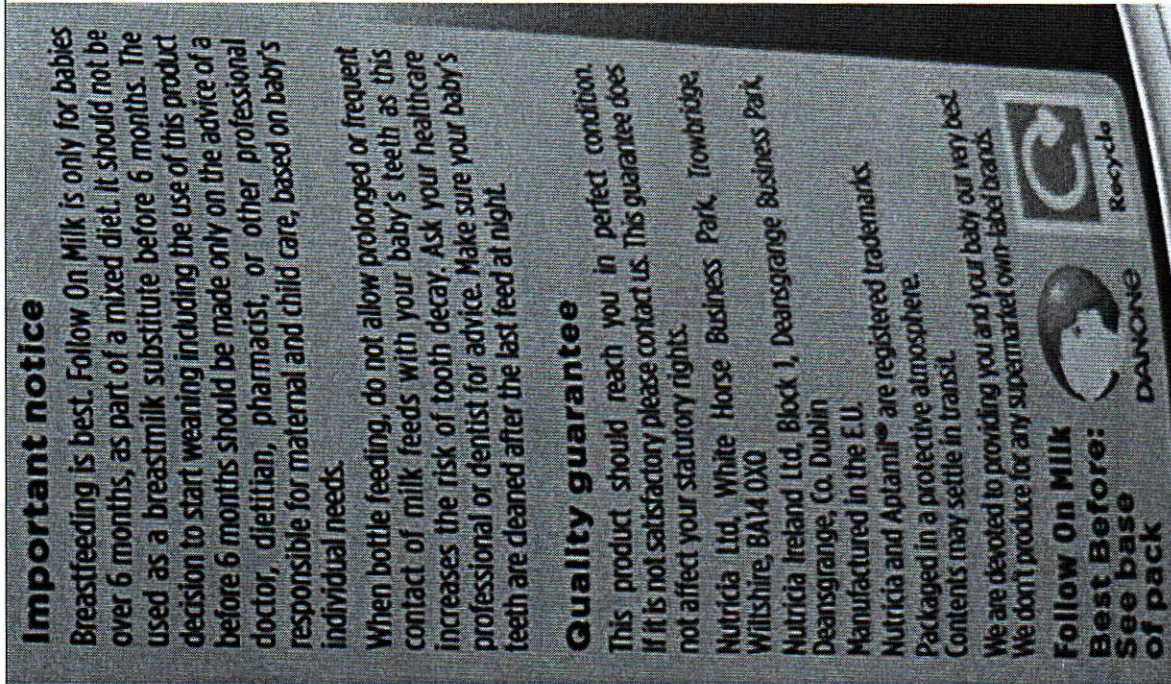 Important notice
Breastfeeding is best. Follow On Milk is only for babies
over 6 months, as part of a mixed diet. It should not be
used as a breastmilk substitute before 6 months. The
decision to start weaning including the use of this product
before 6 months should be made only on the advice of a
doctor, dietitian, pharmacist, or other professional
responsible for maternal and child care, based on baby's
individual needs.
When bottle feeding, do not allow prolonged or frequent
contact of milk feeds with your baby's teeth as this
increases the risk of tooth decay. Ask your healthcare
professional or dentist for advice. Make sure your baby's
teeth are cleaned after the last feed at night.
Quality guarantee
This product should reach you in perfect condition.
If it is not satisfactory please contact us. This guarantee does
not affect your statutory rights.
Nutricia Ltd, White Horse Business Park, Trowbridge,
Wiltshire, BA14 0XQ
Nutricia Ireland Ltd, Block 1, Deansgrange Business Park,
Deansgrange, Co. Dublin
Manufactured in the E.U.
Nutricia and Aptamil® are registered trademarks.
Packaged in a protective atmosphere.
Contents may settle in transit.
We are devoted to providing you and your baby our very best.
We don't produce for any supermarket own-label brands.
Follow On Milk
Best Before:
See base
of pack
DANONE
Recycle